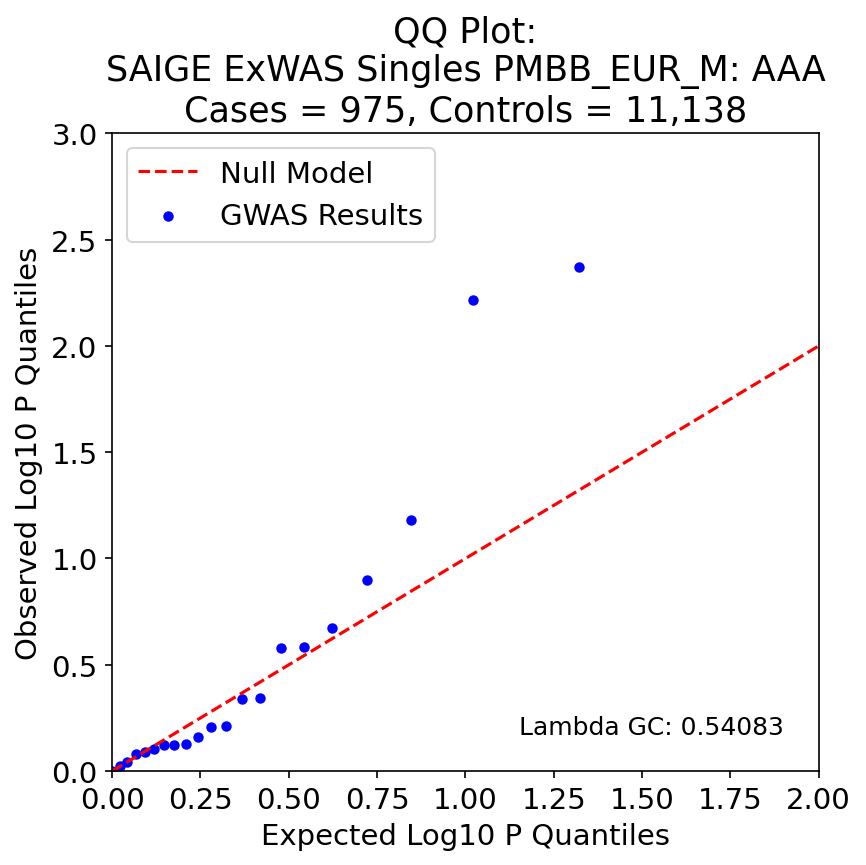 QQ Plot:
SAIGE ExWAS Singles PMBB_EUR_M: AAA
Cases = 975, Controls = 11,138
Null Model
GWAS Results
3.0
2.5
2.0
1.5
1.0
0.5
0.0
Observed Log10 P Quantiles
Lambda GC: 0.54083
0.00 0.25 0.50 0.75 1.00 1.25 1.50 1.75 2.00
Expected Log10 P Quantiles